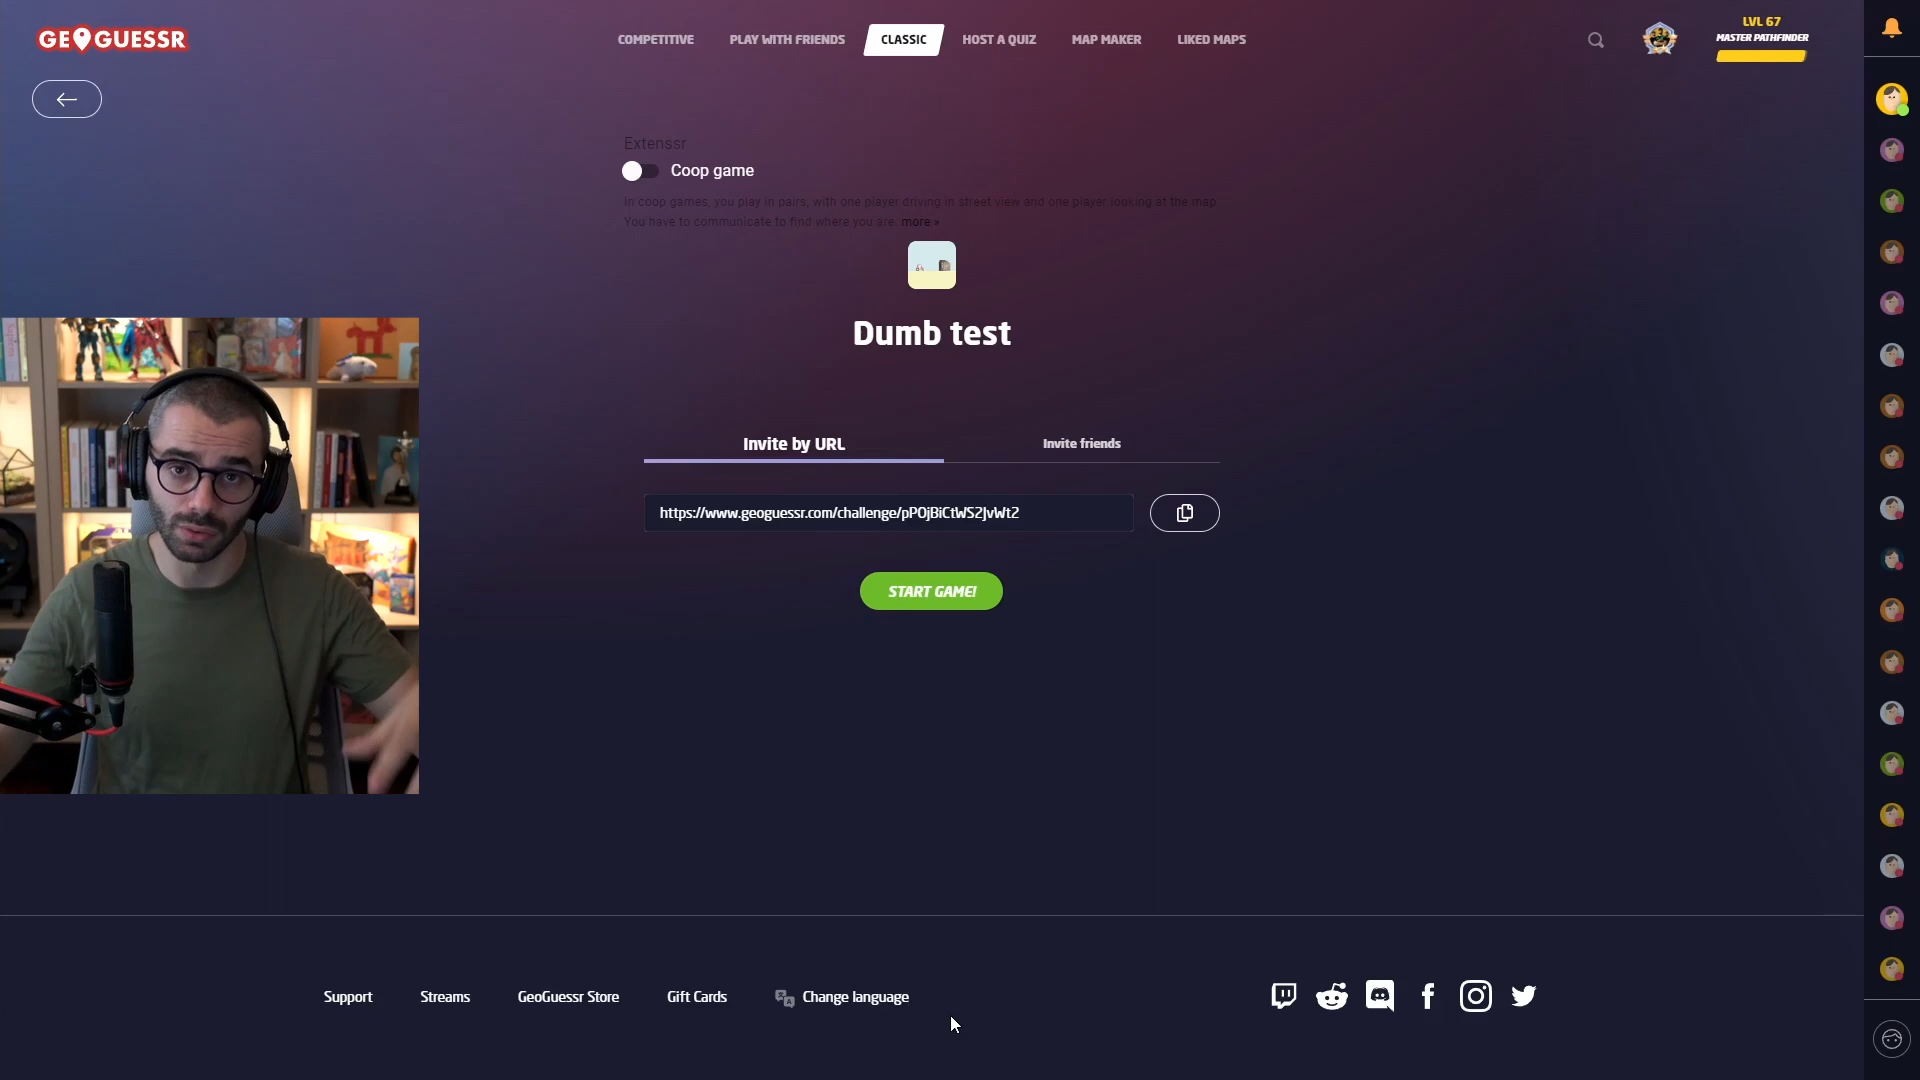 GEOGUESSR
COMPETITIVE
PLAY WITH FRIENDS
CLASSIC
HOST A QUIZ
MAP MAKER
LIKED MAPS
LVL 67
MASTER PATHFINDER
Extenssr
Coop game
In coop games, you play in pairs, with one player driving in street view and one player looking at the map.
You have to communicate to find where you are. more »
Dumb test
Invite by URL
Invite friends
https://www.geoguessr.com/challenge/pPOjBiCtWS2JvWt2
START GAME!
Support
Streams
GeoGuessr Store
Gift Cards
Change language